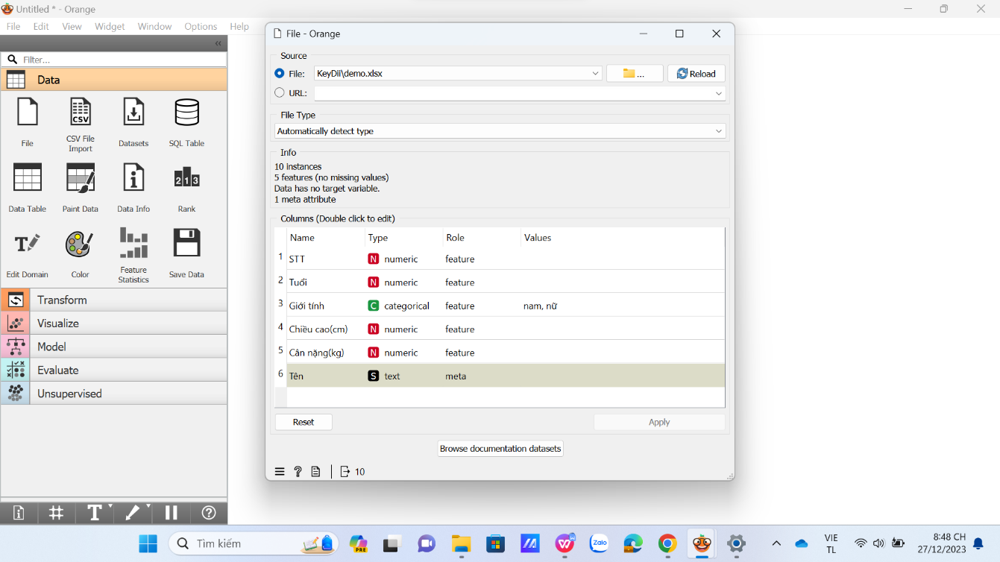 Untitled * - Orange
File Edit View Widget Window Options Help
Filter...
Data
File
CSV File Import
Datasets
SQL Table
Data Table
Paint Data
Data Info
Rank
Edit Domain
Color
Feature Statistics
Save Data
Transform
Visualize
Model
Evaluate
Unsupervised
File - Orange
Source
File: KeyDii\demo.xlsx ... Reload
URL:
File Type
Automatically detect type
Info
10 instances
5 features (no missing values)
Data has no target variable.
1 meta attribute
Columns (Double click to edit)
Name Type Role Values
1 STT N numeric feature
2 Tuổi N numeric feature
3 Giới tính C categorical feature nam, nữ
4 Chiều cao(cm) N numeric feature
5 Cân nặng(kg) N numeric feature
6 Tên S text meta
Reset Apply
Browse documentation datasets
10
Tìm kiếm
PRE
Zalo
VIE
TL
8:48 CH
27/12/2023